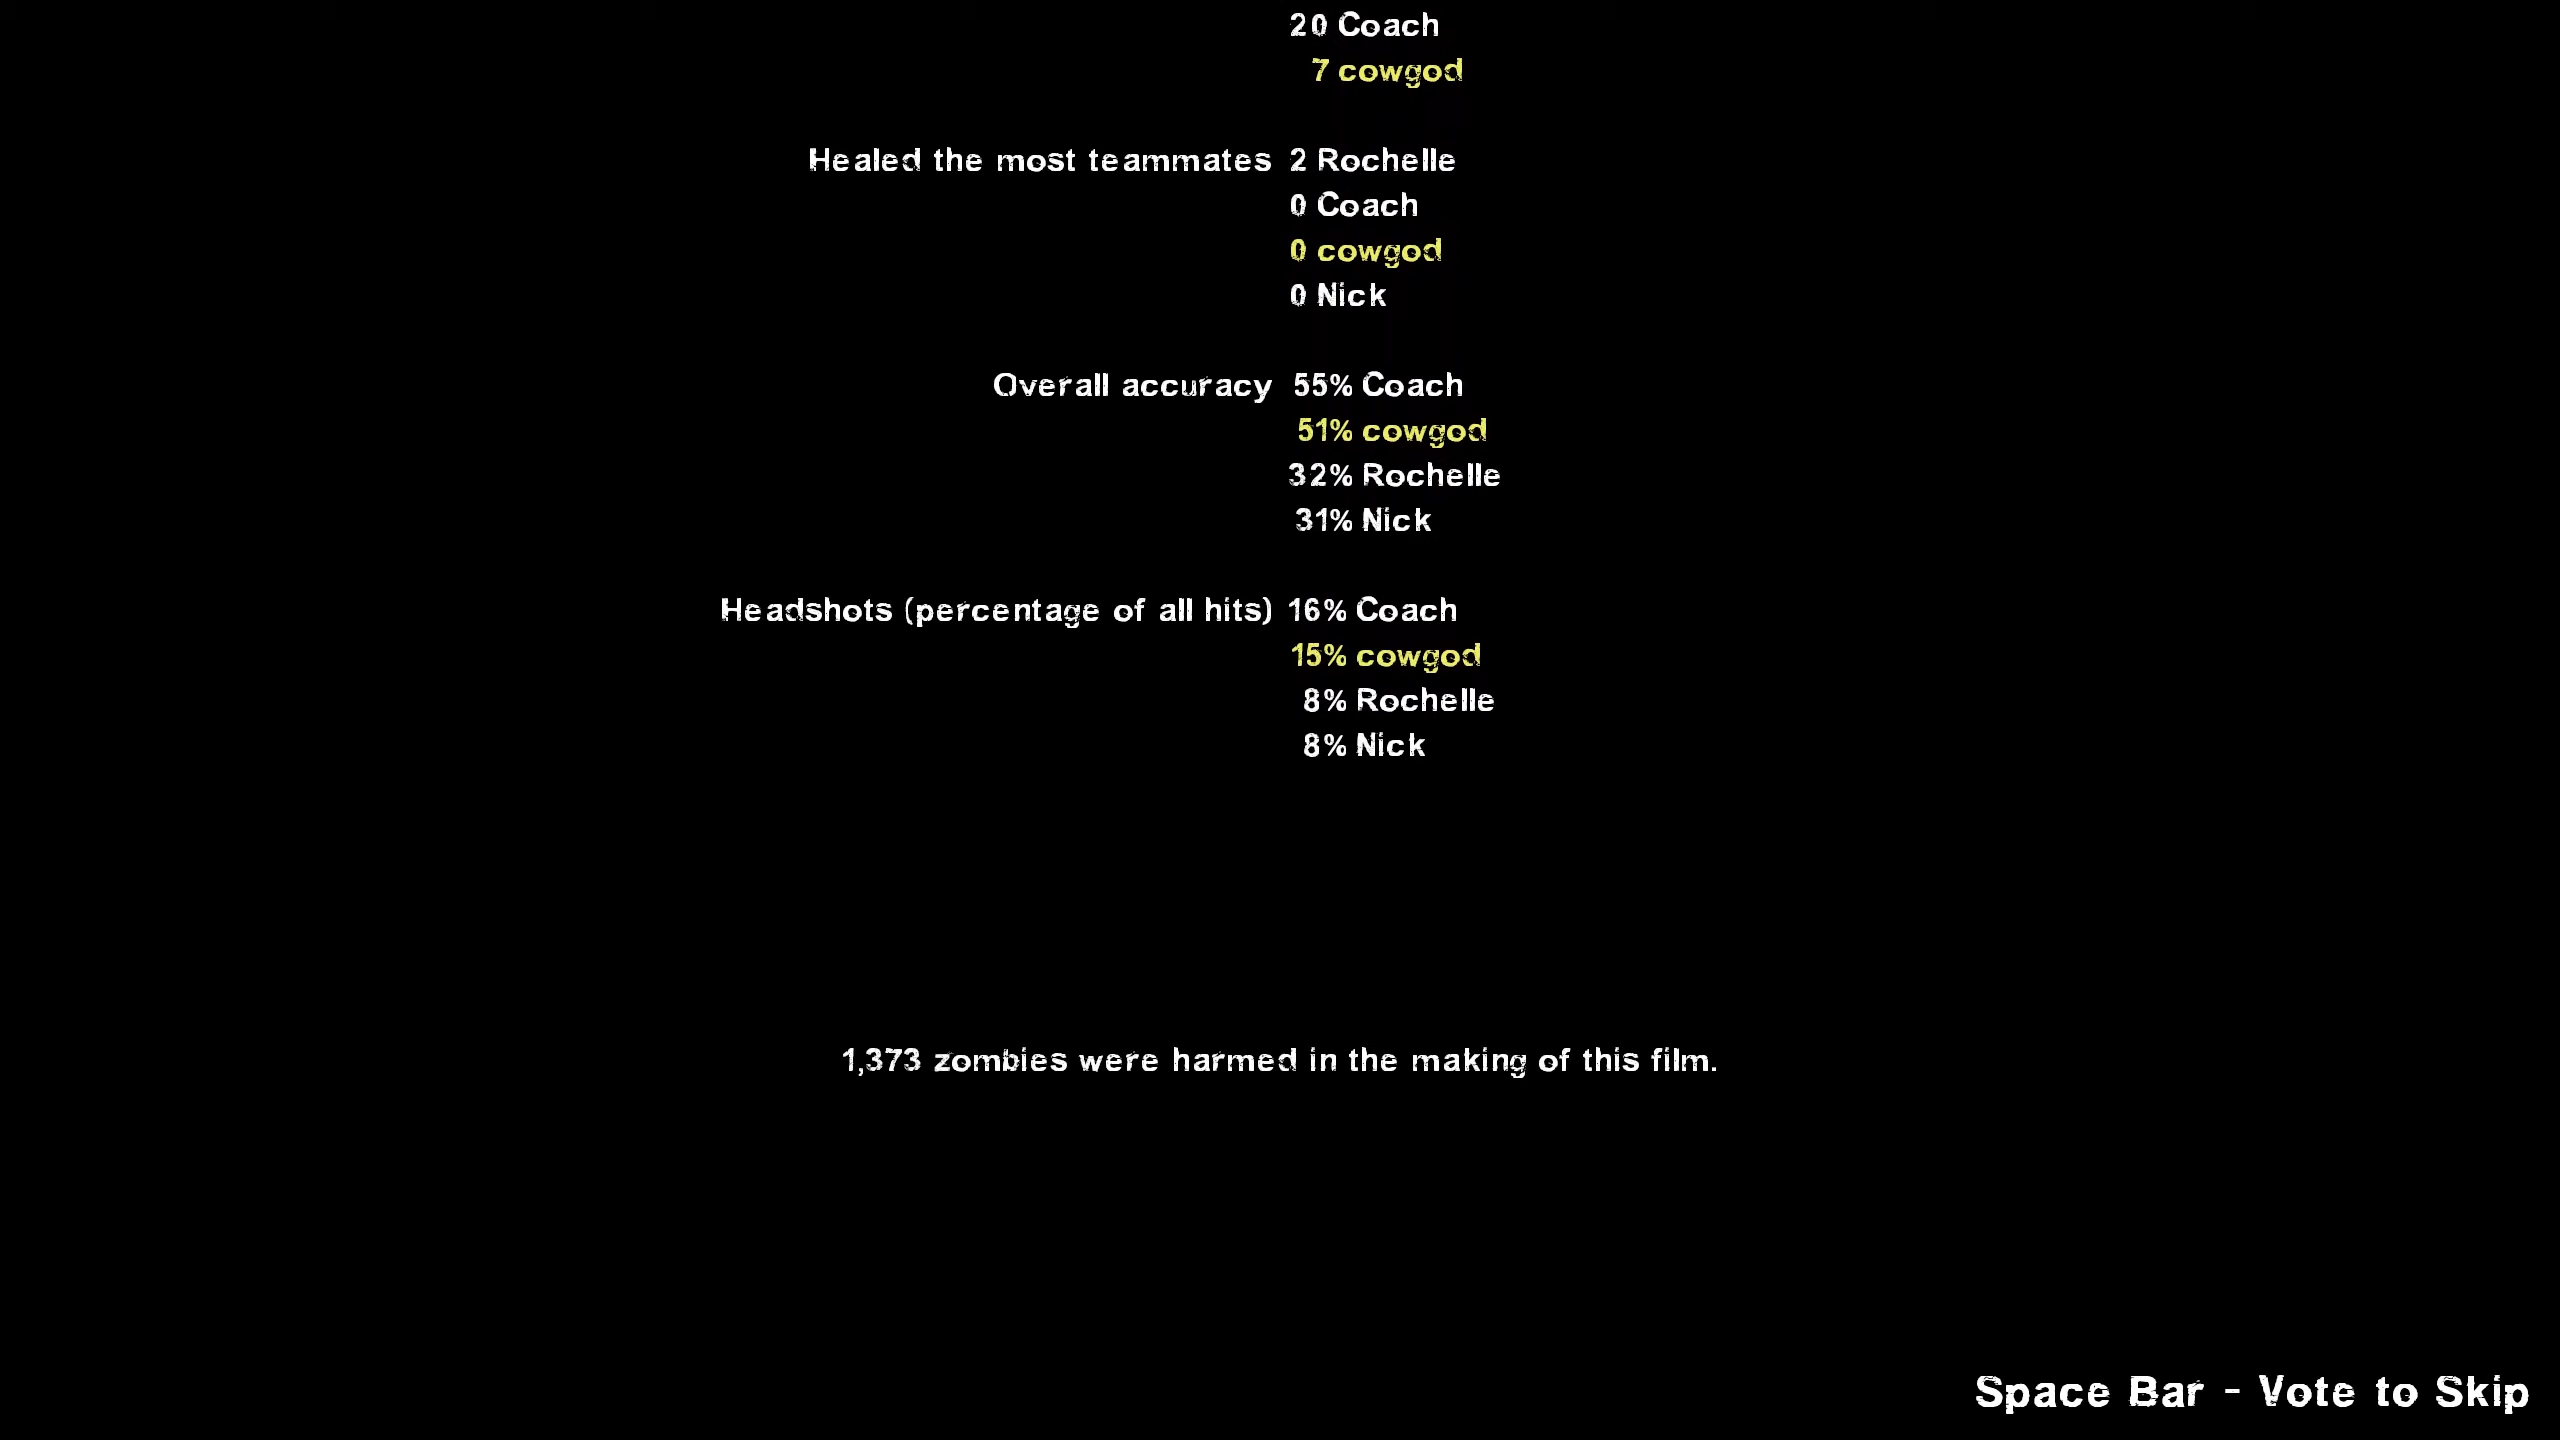 20 Coach
7 cowgod
Healed the most teammates 2 Rochelle
0 Coach
0 cowgod
0 Nick
Overall accuracy 55% Coach
51% cowgod
32% Rochelle
31% Nick
Headshots (percentage of all hits) 16% Coach
15% cowgod
8% Rochelle
8% Nick
1,373 zombies were harmed in the making of this film.
Space Bar - Vote to Skip